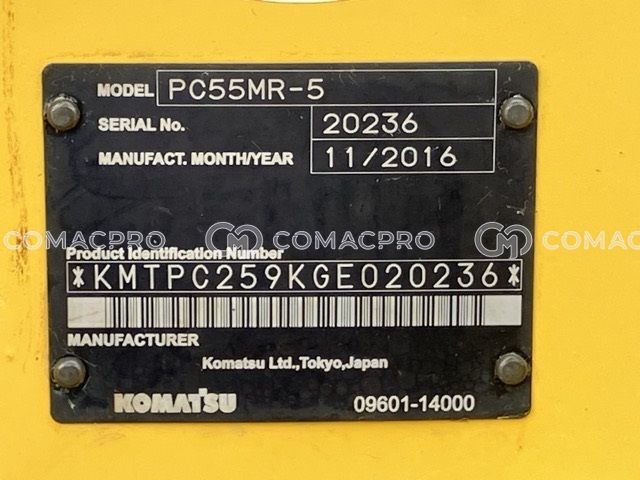 MODEL PC55MR-5
SERIAL No. 20236
MANUFACT. MONTH/YEAR 11/2016
COMACPRO COMACPRO
Product Identification Number
*KMTPC259KGE020236*
MANUFACTURER
Komatsu Ltd.,Tokyo,Japan
KOMATSU 09601-14000